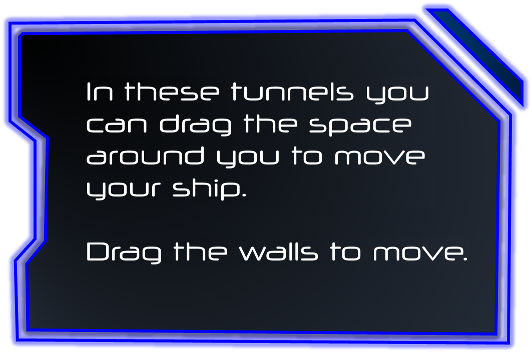 In these tunnels you
can drag the space
around you to move
your ship.
Drag the walls to move.